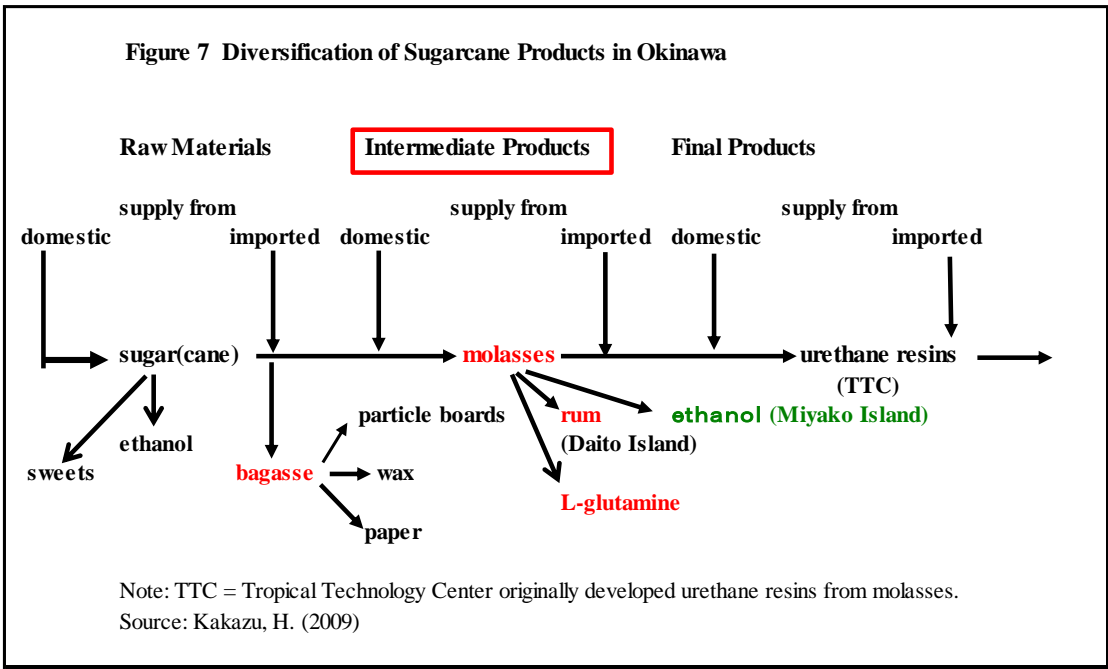 Figure 7 Diversification of Sugarcane Products in Okinawa
Raw Materials Intermediate Products Final Products
supply from supply from supply from
domestic imported domestic imported domestic imported
sugar(cane) molasses urethane resins
(TTC)
particle boards rum ethanol (Miyako Island)
ethanol (Daito Island)
sweets bagasse wax
L-glutamine
paper
Note: TTC = Tropical Technology Center originally developed urethane resins from molasses.
Source: Kakazu, H. (2009)